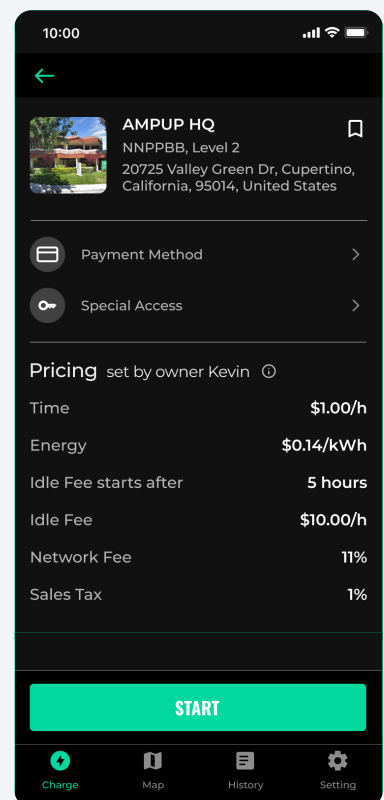 10:00
AMPUP HQ
NNPPBB, Level 2
20725 Valley Green Dr, Cupertino,
California, 95014, United States
Payment Method
Special Access
Pricing set by owner Kevin
Time $1.00/h
Energy $0.14/kWh
Idle Fee starts after 5 hours
Idle Fee $10.00/h
Network Fee 11%
Sales Tax 1%
START
Charge Map History Setting